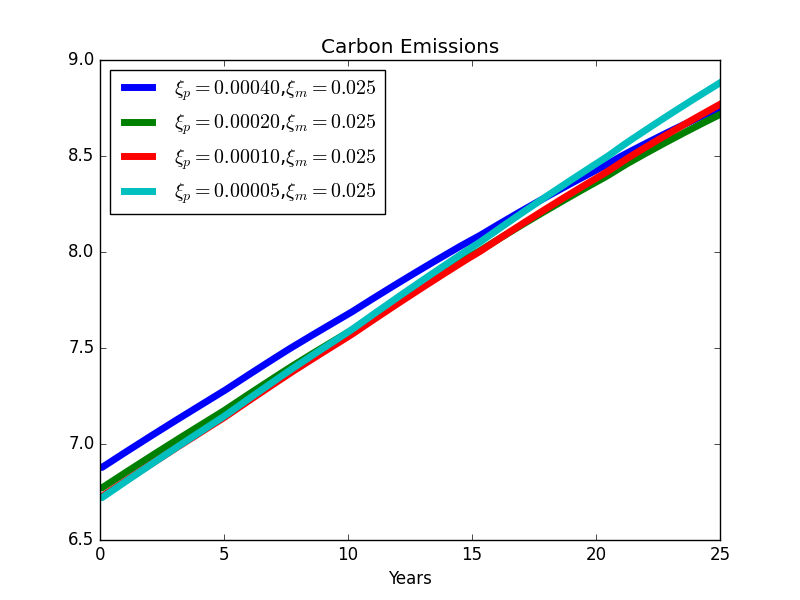 Carbon Emissions
9.0
8.5
8.0
7.5
7.0
6.5
ξₚ = 0.00040,ξₘ = 0.025
ξₚ = 0.00020,ξₘ = 0.025
ξₚ = 0.00010,ξₘ = 0.025
ξₚ = 0.00005,ξₘ = 0.025
0 5 10 15 20 25
Years